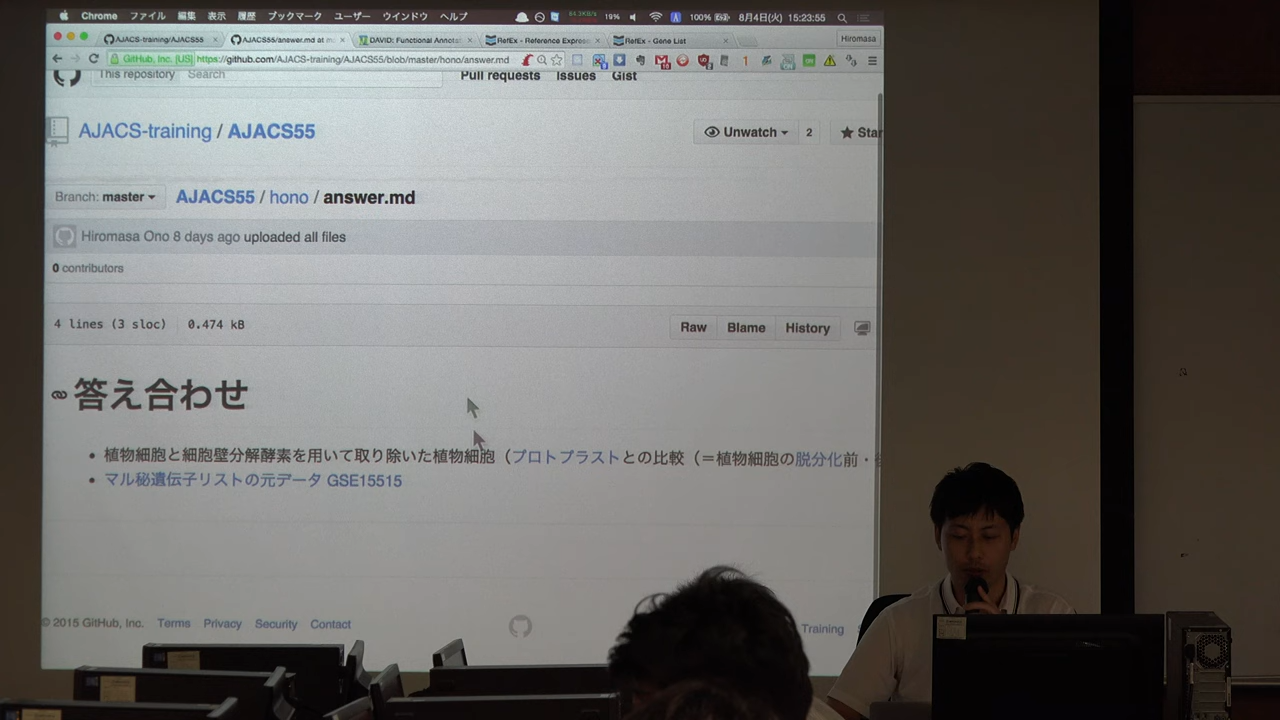 Chrome ファイル 編集 表示 履歴 ブックマーク ユーザー ウインドウ ヘルプ 19% 100% 8月4日(火) 15:23:55
AJACS-training/AJACS55 AJACS55/answer.md at m DAVID: Functional Annota RefEx - Reference Express RefEx - Gene List Hiromasa
GitHub, Inc. [US] https://github.com/AJACS-training/AJACS55/blob/master/hono/answer.md
This repository Search Pull requests Issues Gist
AJACS-training / AJACS55 Unwatch 2 Star
Branch: master AJACS55 / hono / answer.md
Hiromasa Ono 8 days ago uploaded all files
0 contributors
4 lines (3 sloc) 0.474 kB Raw Blame History
答え合わせ
• 植物細胞と細胞壁分解酵素を用いて取り除いた植物細胞（プロトプラストとの比較（＝植物細胞の脱分化前・
• マル秘遺伝子リストの元データ GSE15515
© 2015 GitHub, Inc. Terms Privacy Security Contact Training